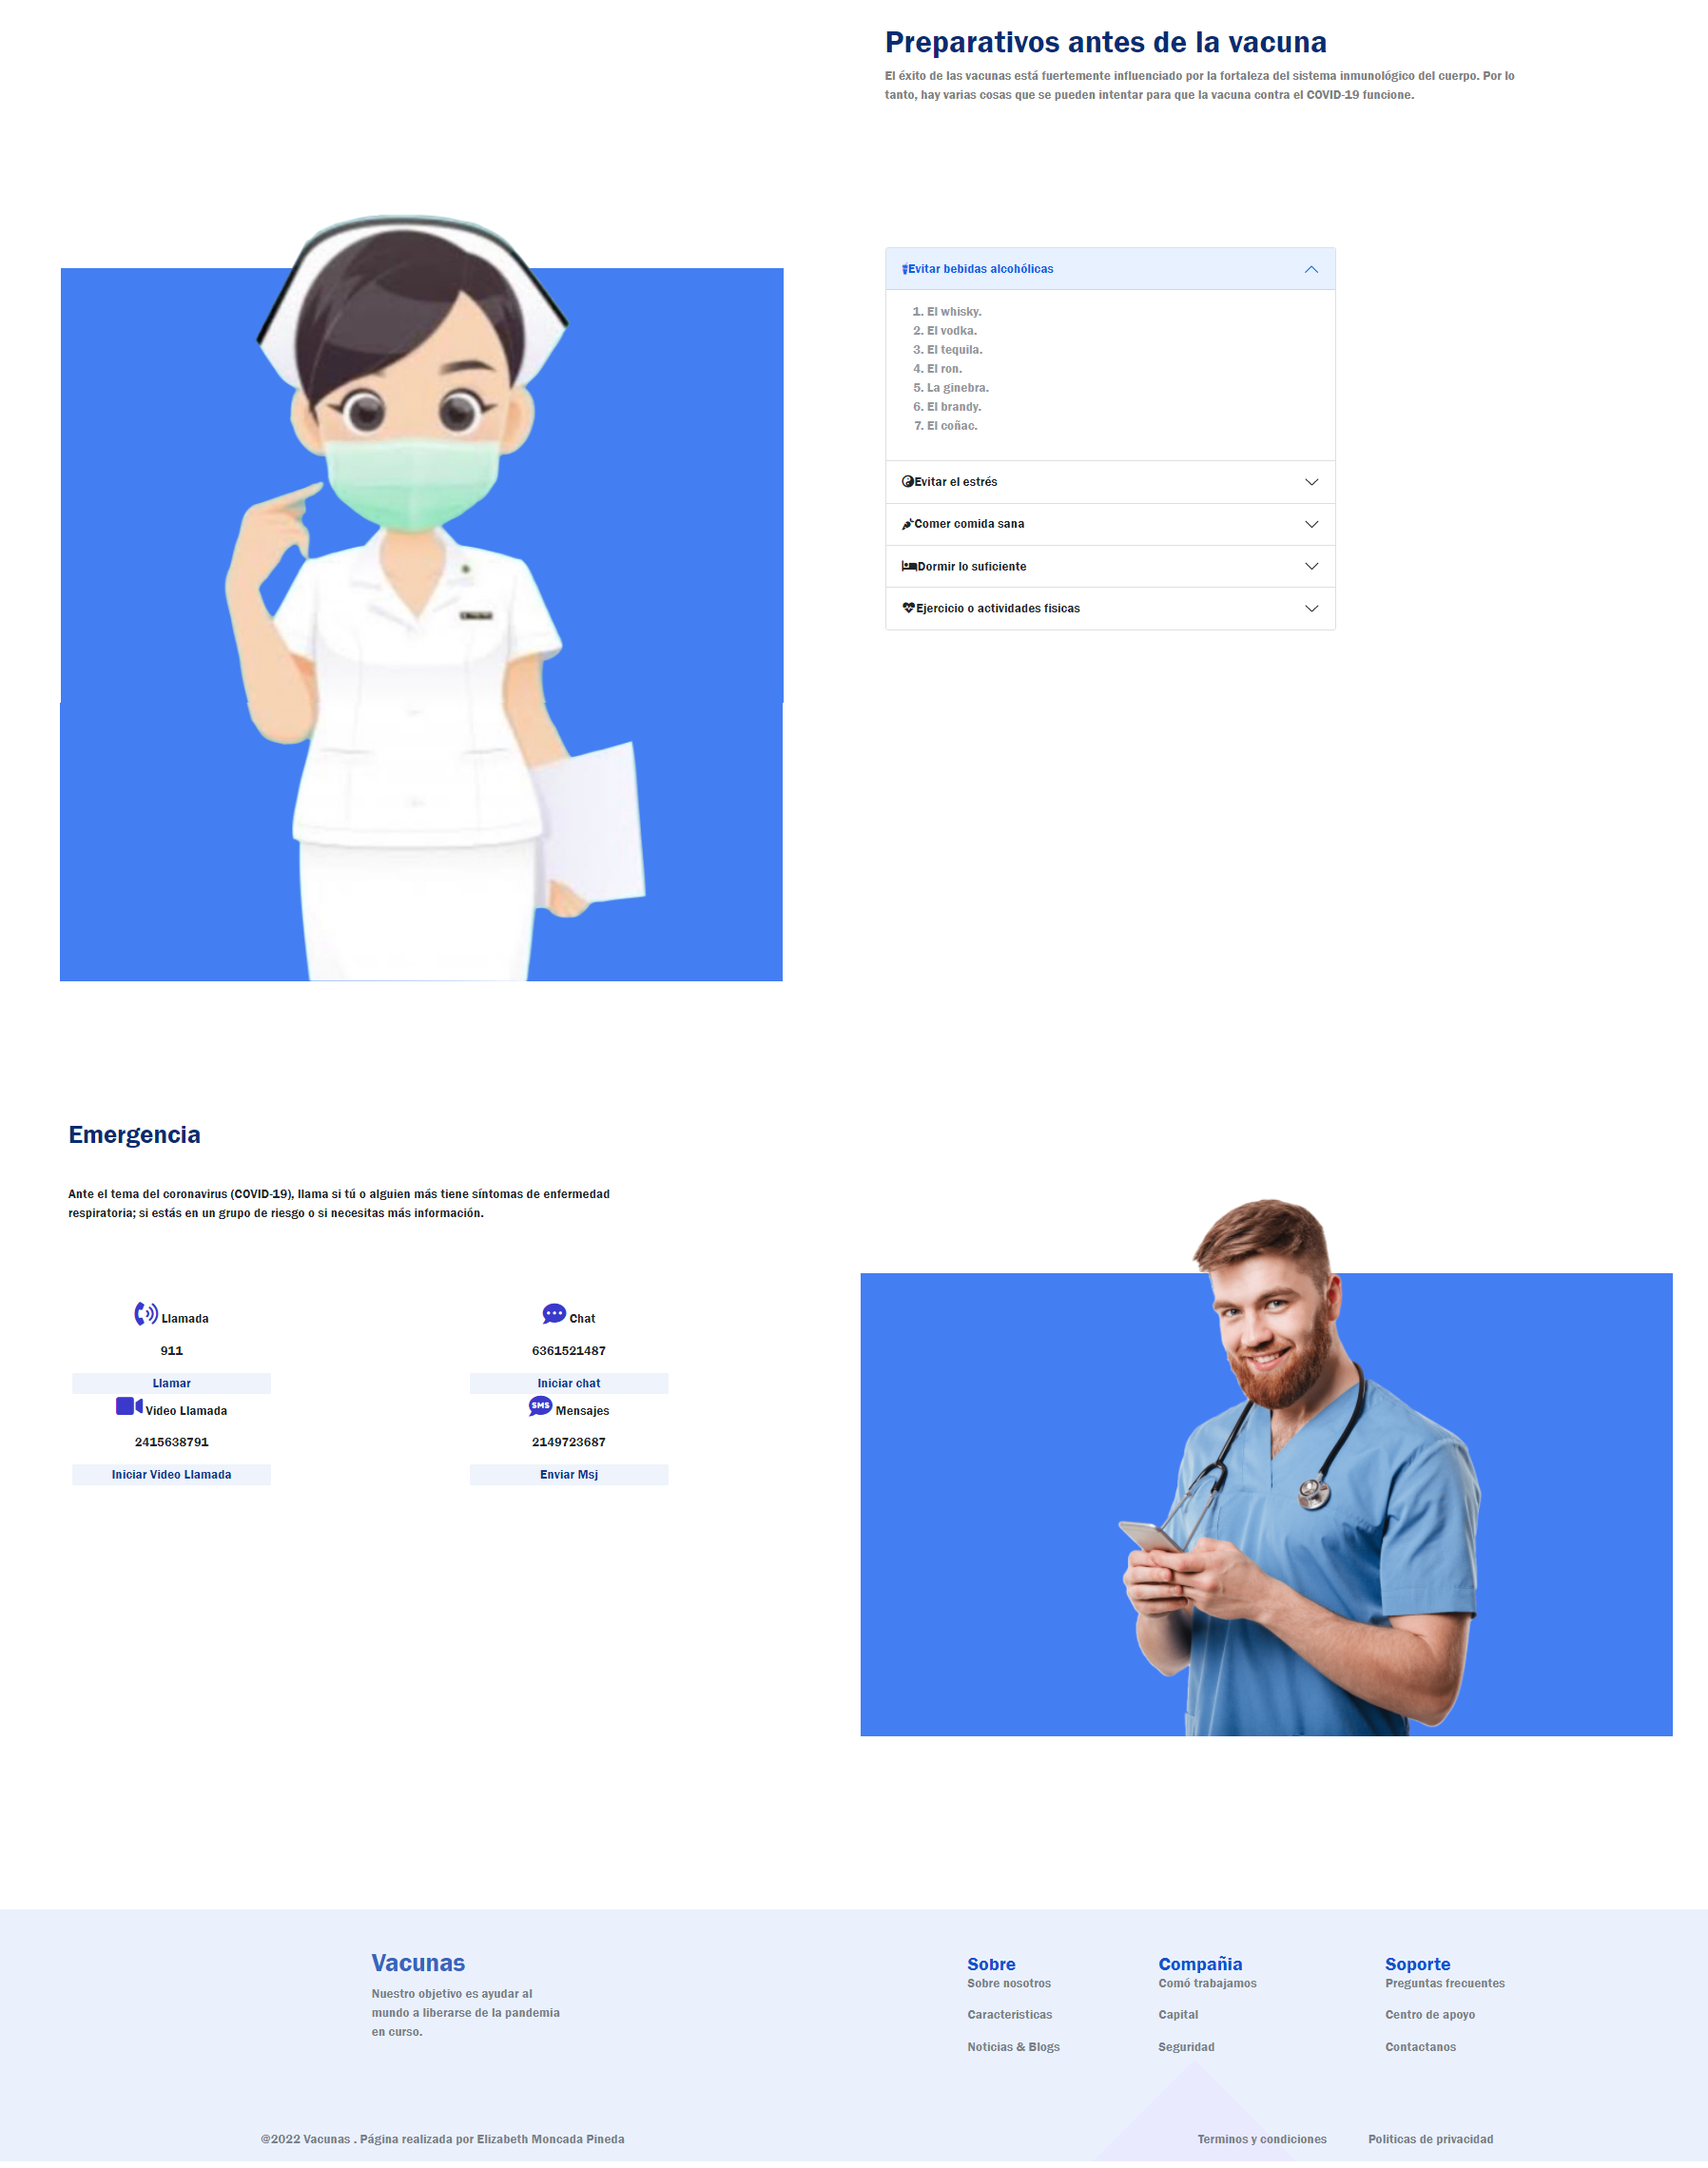 Preparativos antes de la vacuna
El éxito de las vacunas está fuertemente influenciado por la fortaleza del sistema inmunológico del cuerpo. Por lo
tanto, hay varias cosas que se pueden intentar para que la vacuna contra el COVID-19 funcione.
Evitar bebidas alcohólicas
1. El whisky.
2. El vodka.
3. El tequila.
4. El ron.
5. La ginebra.
6. El brandy.
7. El coñac.
Evitar el estrés
Comer comida sana
Dormir lo suficiente
Ejercicio o actividades fisicas
Emergencia
Ante el tema del coronavirus (COVID-19), llama si tú o alguien más tiene síntomas de enfermedad
respiratoria; si estás en un grupo de riesgo o si necesitas más información.
Llamada
911
Llamar
Chat
6361521487
Iniciar chat
Video Llamada
2415638791
Iniciar Video Llamada
SMS Mensajes
2149723687
Enviar Msj
Vacunas
Nuestro objetivo es ayudar al
mundo a liberarse de la pandemia
en curso.
Sobre
Sobre nosotros
Caracteristicas
Noticias & Blogs
Compañia
Comó trabajamos
Capital
Seguridad
Soporte
Preguntas frecuentes
Centro de apoyo
Contactanos
@2022 Vacunas . Página realizada por Elizabeth Moncada Pineda
Terminos y condiciones
Politicas de privacidad